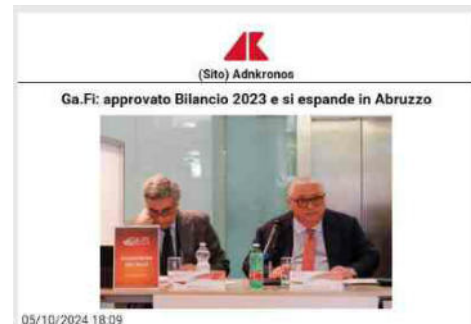 (Sito) Adnkronos
Ga.Fi: approvato Bilancio 2023 e si espande in Abruzzo
05/10/2024 18:09